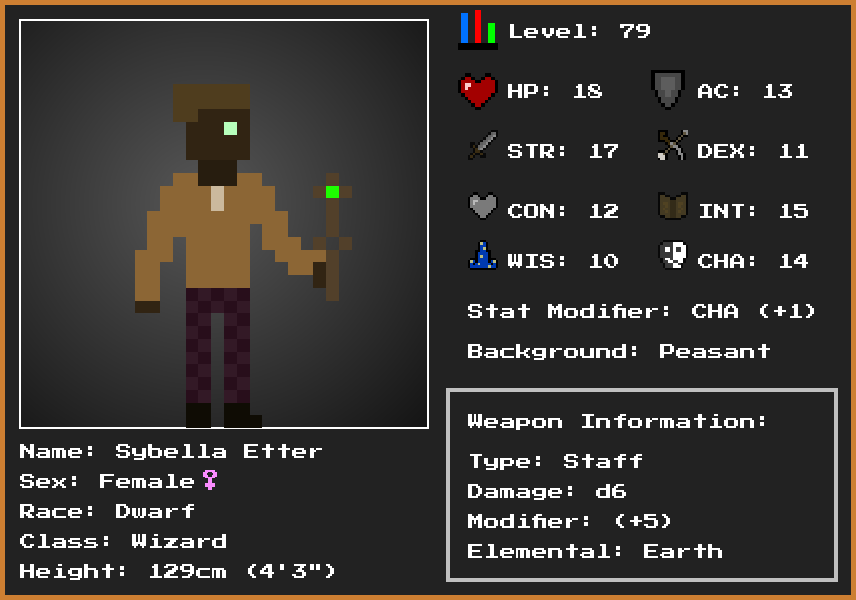 Level: 79
HP: 18
AC: 13
STR: 17
DEX: 11
CON: 12
INT: 15
WIS: 10
CHA: 14
Stat Modifier: CHA (+1)
Background: Peasant
Weapon Information:
Type: Staff
Damage: d6
Modifier: (+5)
Elemental: Earth
Name: Sybella Etter
Sex: Female♀
Race: Dwarf
Class: Wizard
Height: 129cm (4'3")